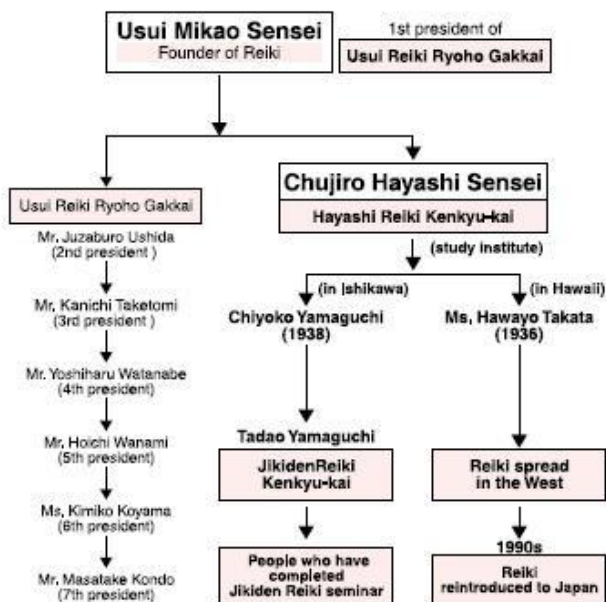 Usui Mikao Sensei
Founder of Reiki
1st president of
Usui Reiki Ryoho Gakkai
Usui Reiki Ryoho Gakkai
Mr. Juzaburo Ushida
(2nd president )
Mr. Kanichi Taketomi
(3rd president )
Mr. Yoshiharu Watanabe
(4th president)
Mr. Hoichi Wanami
(5th president)
Ms. Kimiko Koyama
(6th president)
Mr. Masatake Kondo
(7th president)
Chujiro Hayashi Sensei
Hayashi Reiki Kenkyu-kai
(study institute)
(in Ishikawa)
Chiyoko Yamaguchi
(1938)
Tadao Yamaguchi
JikidenReiki
Kenkyu-kai
People who have
completed
Jikiden Reiki seminar
(in Hawaii)
Ms. Hawayo Takata
(1936)
Reiki spread
in the West
1990s
Reiki
reintroduced to Japan